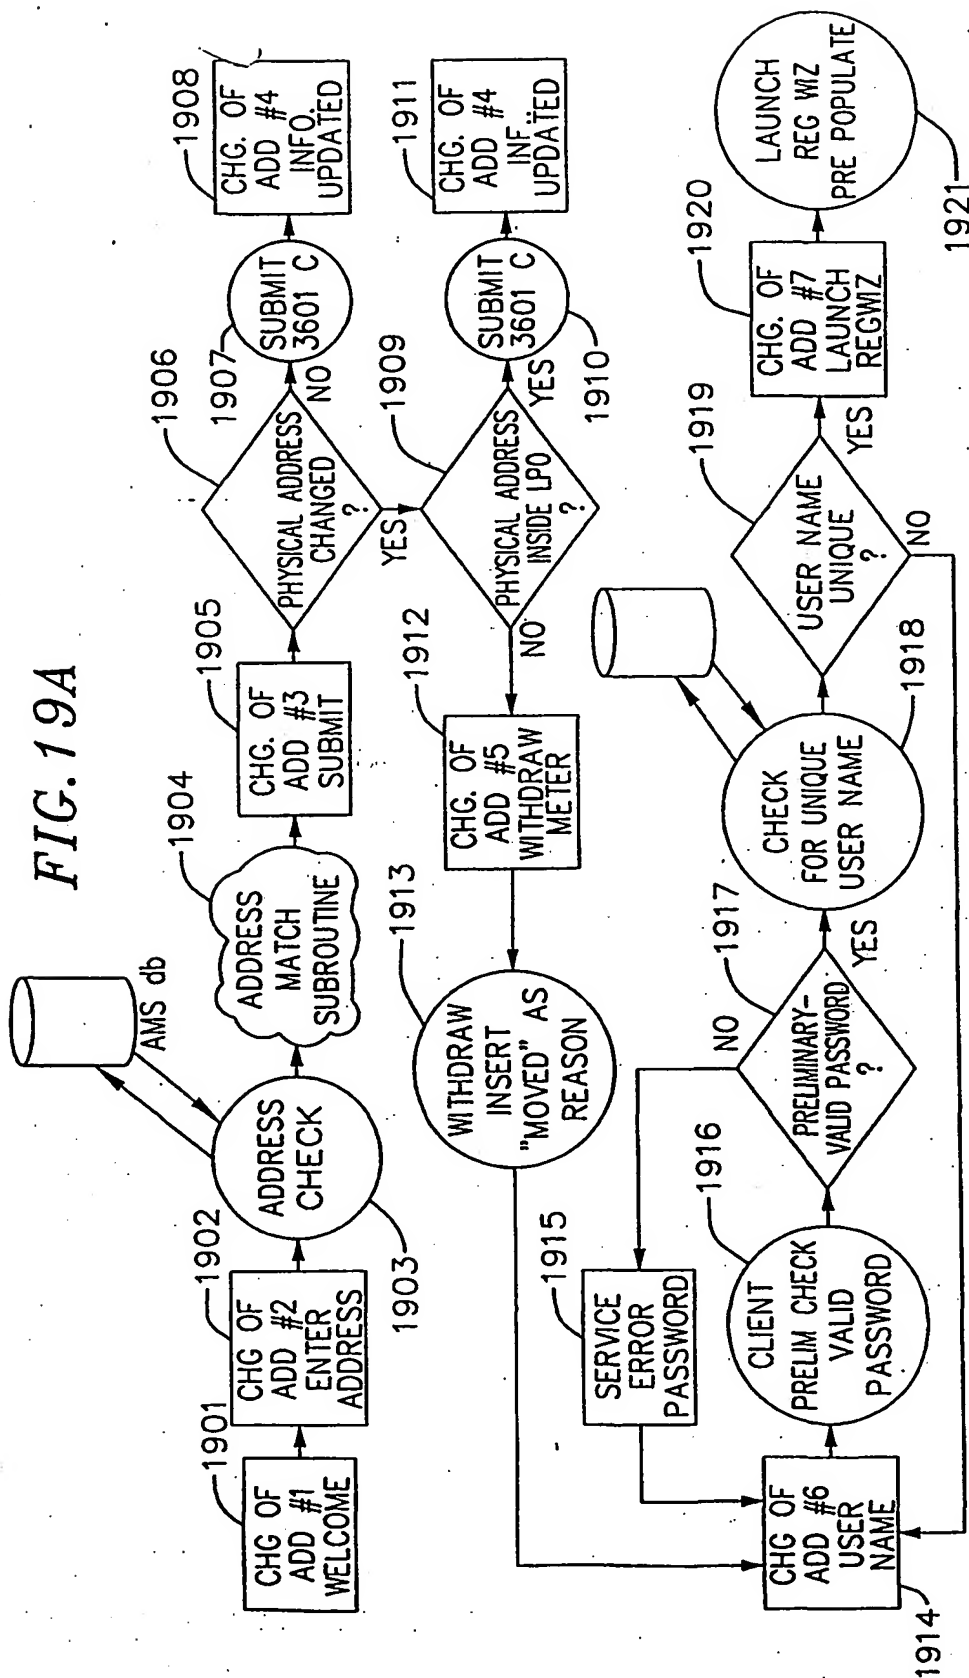 FIG. 19A
1901
CHG OF
ADD #1
WELCOME
1902
CHG OF
ADD #2
ENTER
ADDRESS
1903
ADDRESS
CHECK
AMS db
1904
ADDRESS
MATCH
SUBROUTINE
1905
CHG. OF
ADD #3
SUBMIT
1906
PHYSICAL ADDRESS
CHANGED
?
NO
YES
1907
SUBMIT
3601 C
1908
CHG. OF
ADD #4
INFO.
UPDATED
1909
PHYSICAL ADDRESS
INSIDE LPO
?
YES
NO
1910
SUBMIT
3601 C
1911
CHG. OF
ADD #4
INF.
UPDATED
1912
CHG. OF
ADD #5
WITHDRAW
METER
1913
WITHDRAW
INSERT
"MOVED" AS
REASON
1914
CHG OF
ADD #6
USER
NAME
1915
SERVICE
ERROR
PASSWORD
1916
CLIENT
PRELIM CHECK
VALID
PASSWORD
1917
PRELIMINARY-
VALID PASSWORD
?
NO
YES
1918
CHECK
FOR UNIQUE
USER NAME
1919
USER NAME
UNIQUE
?
YES
NO
1920
CHG. OF
ADD #7
LAUNCH
REGWIZ
1921
LAUNCH
REG WIZ
PRE POPULATE